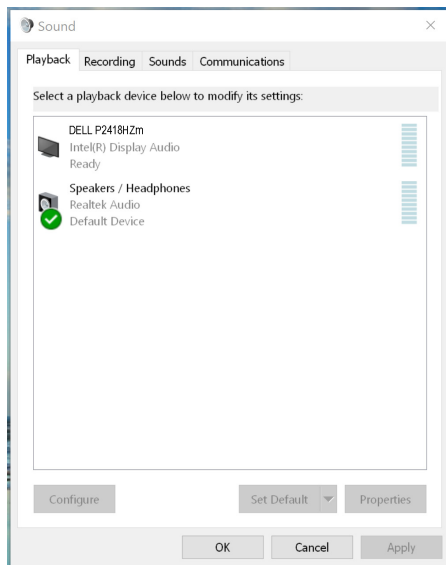 Sound
Playback Recording Sounds Communications
Select a playback device below to modify its settings:
DELL P2418HZm
Intel(R) Display Audio
Ready
Speakers / Headphones
Realtek Audio
Default Device
Configure Set Default Properties
OK Cancel Apply